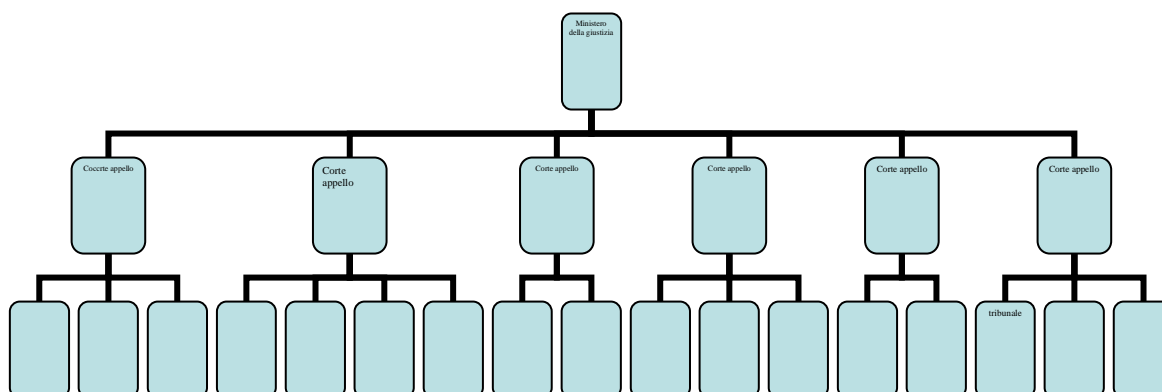 Ministero
della giustizia
Coccrte appello
Corte
appello
Corte appello
Corte appello
Corte appello
Corte appello
tribunale